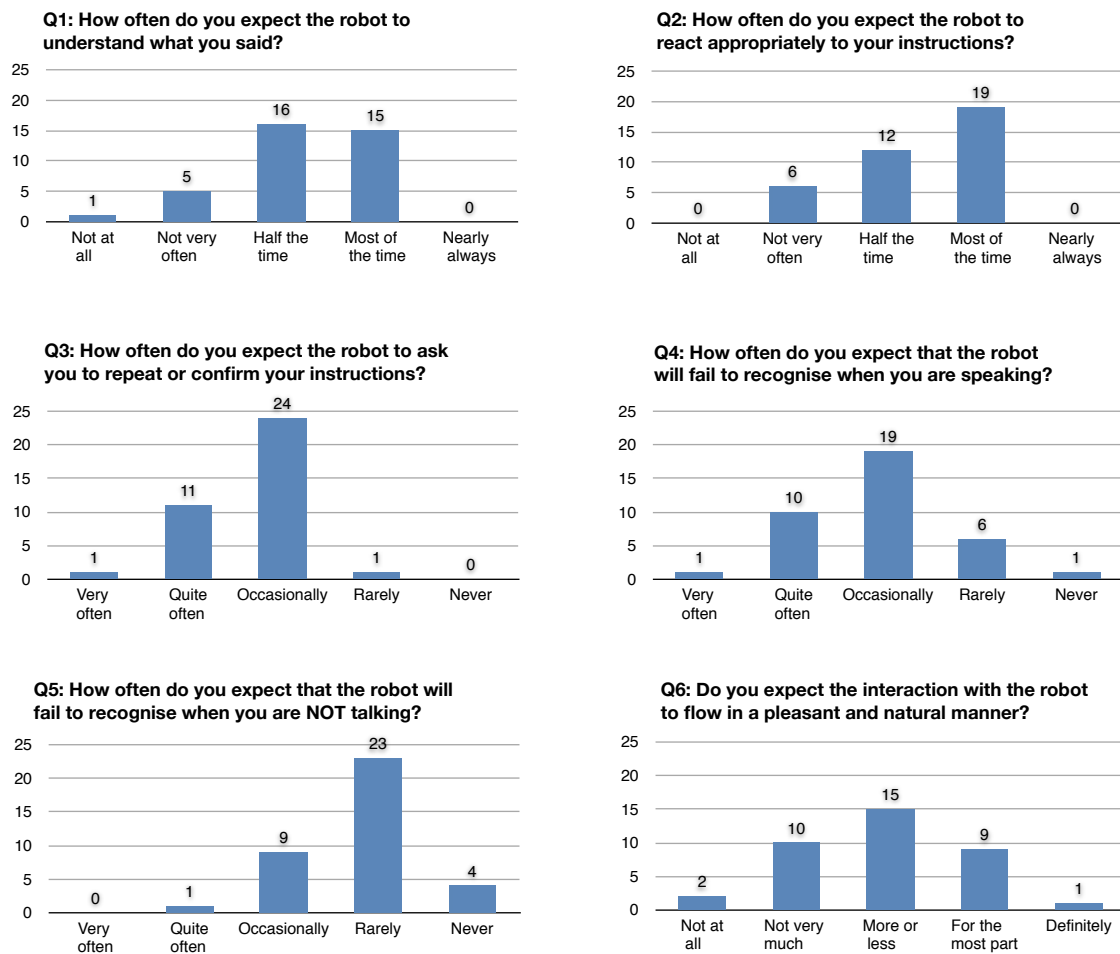 Q1: How often do you expect the robot to
understand what you said?
25
20
15
10
5
0
1
5
16
15
0
Not at all
Not very often
Half the time
Most of the time
Nearly always
Q2: How often do you expect the robot to
react appropriately to your instructions?
25
20
15
10
5
0
0
6
12
19
0
Not at all
Not very often
Half the time
Most of the time
Nearly always
Q3: How often do you expect the robot to ask
you to repeat or confirm your instructions?
25
20
15
10
5
0
1
11
24
1
0
Very often
Quite often
Occasionally
Rarely
Never
Q4: How often do you expect that the robot
will fail to recognise when you are speaking?
25
20
15
10
5
0
1
10
19
6
1
Very often
Quite often
Occasionally
Rarely
Never
Q5: How often do you expect that the robot will
fail to recognise when you are NOT talking?
25
20
15
10
5
0
0
1
9
23
4
Very often
Quite often
Occasionally
Rarely
Never
Q6: Do you expect the interaction with the robot
to flow in a pleasant and natural manner?
25
20
15
10
5
0
2
10
15
9
1
Not at all
Not very much
More or less
For the most part
Definitely